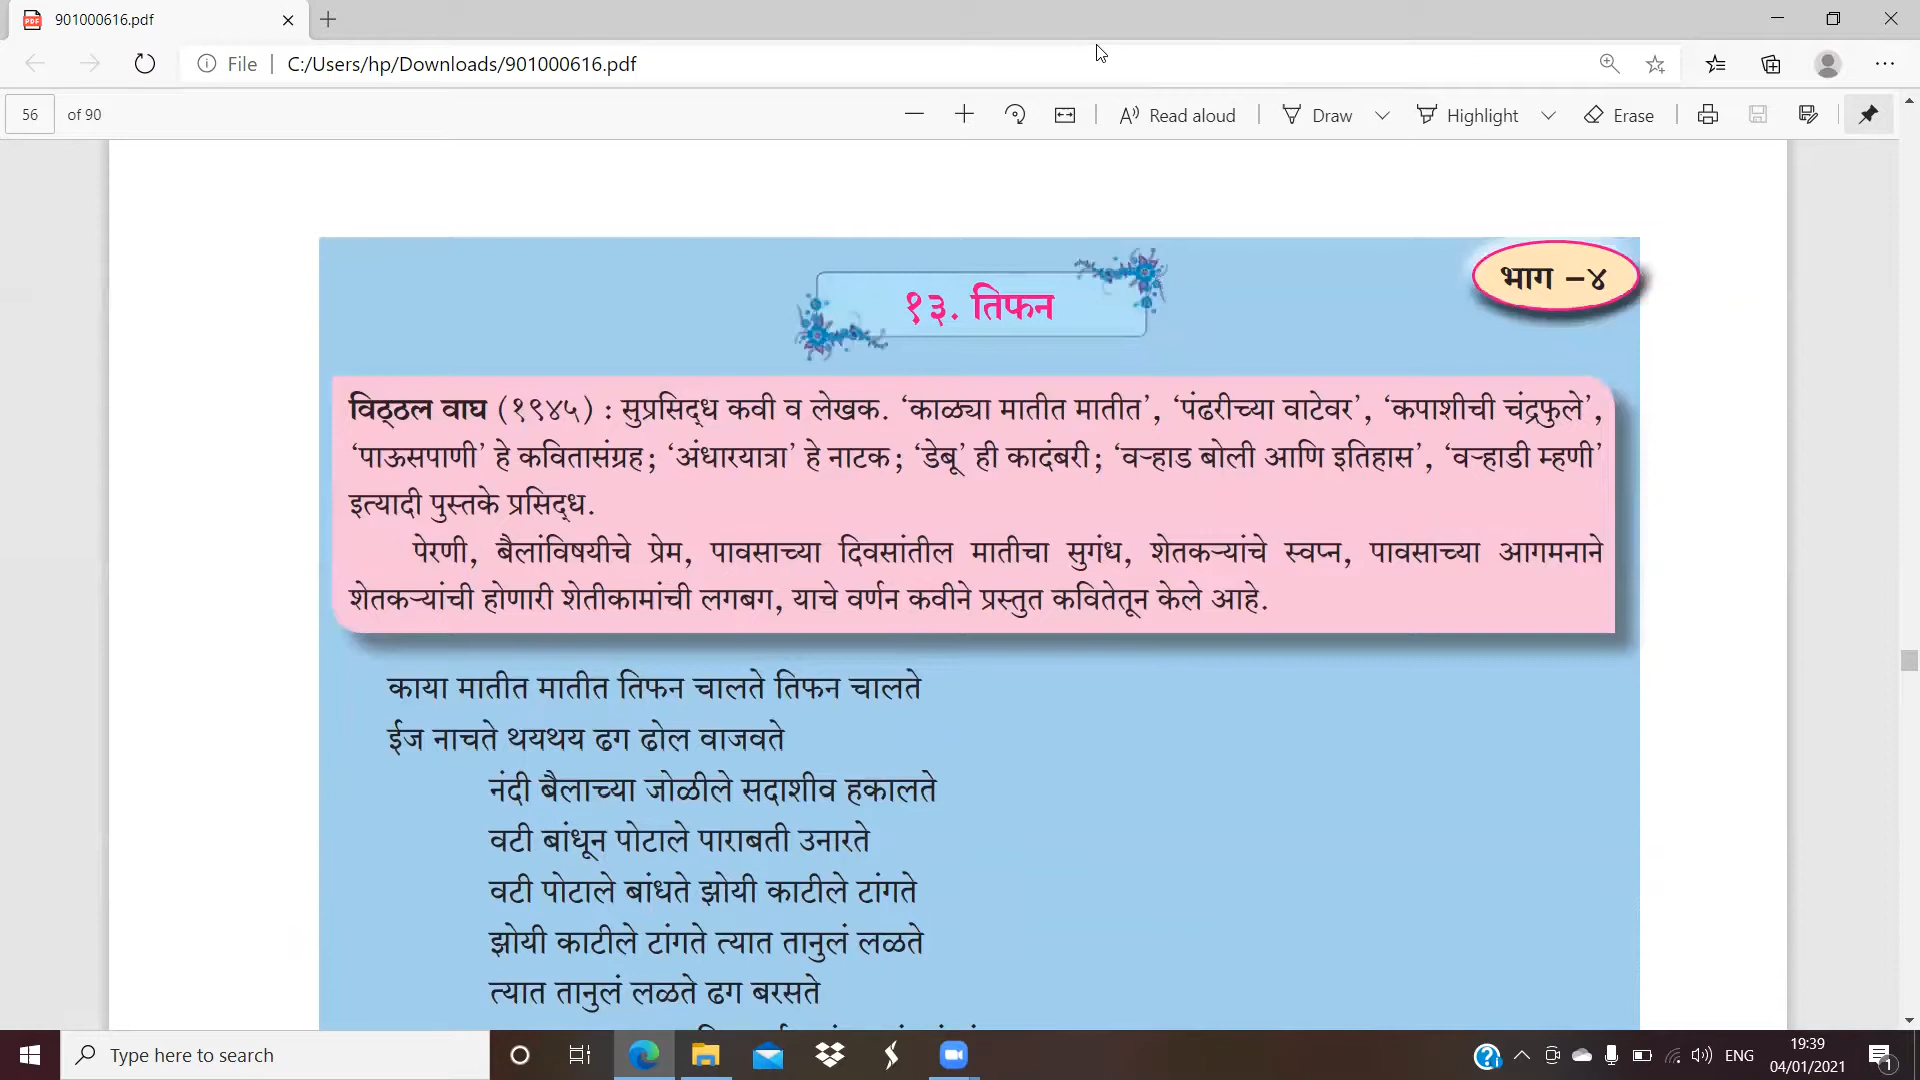 901000616.pdf
File | C:/Users/hp/Downloads/901000616.pdf
56 of 90
Read aloud
Draw
Highlight
Erase
भाग –४
१३. तिफन
विठ्ठल वाघ (१९४५) : सुप्रसिद्ध कवी व लेखक. ‘काळ्या मातीत मातीत’, ‘पंढरीच्या वाटेवर’, ‘कपाशीची चंद्रफुले’,
‘पाऊसपाणी’ हे कवितासंग्रह; ‘अंधारयात्रा’ हे नाटक; ‘डेबू’ ही कादंबरी; ‘वऱ्हाड बोली आणि इतिहास’, ‘वऱ्हाडी म्हणी’
इत्यादी पुस्तके प्रसिद्ध.
पेरणी, बैलांविषयीचे प्रेम, पावसाच्या दिवसांतील मातीचा सुगंध, शेतकऱ्यांचे स्वप्न, पावसाच्या आगमनाने
शेतकऱ्यांची होणारी शेतीकामांची लगबग, याचे वर्णन कवीने प्रस्तुत कवितेतून केले आहे.
काया मातीत मातीत तिफन चालते तिफन चालते
ईज नाचते थयथय ढग ढोल वाजवते
नंदी बैलाच्या जोळीले सदाशीव हकालते
वटी बांधून पोटाले पाराबती उनारते
वटी पोटाले बांधते झोयी काटीले टांगते
झोयी काटीले टांगते त्यात तानुलं लळते
त्यात तानुलं लळते ढग बरसते
Type here to search
ENG
19:39
04/01/2021
1